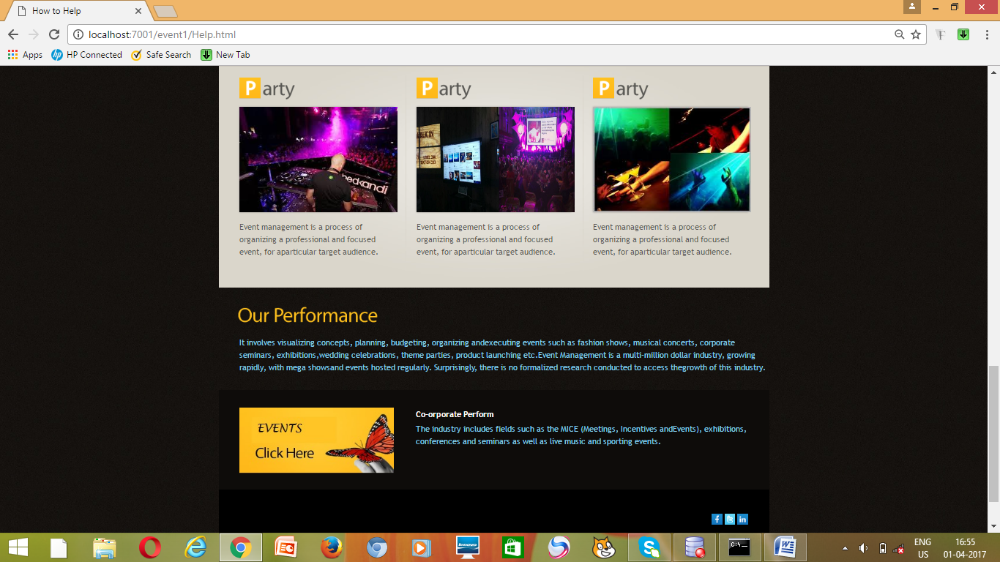 How to Help
localhost:7001/event1/Help.html
Apps HP Connected Safe Search New Tab
Party Party Party
hedkandi
WALK IN
Event management is a process of
organizing a professional and focused
event, for aparticular target audience.
Event management is a process of
organizing a professional and focused
event, for aparticular target audience.
Event management is a process of
organizing a professional and focused
event, for aparticular target audience.
Our Performance
It involves visualizing concepts, planning, budgeting, organizing andexecuting events such as fashion shows, musical concerts, corporate
seminars, exhibitions,wedding celebrations, theme parties, product launching etc.Event Management is a multi-million dollar industry, growing
rapidly, with mega showsand events hosted regularly. Surprisingly, there is no formalized research conducted to access thegrowth of this industry.
EVENTS
Click Here
Co-orporate Perform
The industry includes fields such as the MICE (Meetings, Incentives andEvents), exhibitions,
conferences and seminars as well as live music and sporting events.
ENG 16:55
US 01-04-2017